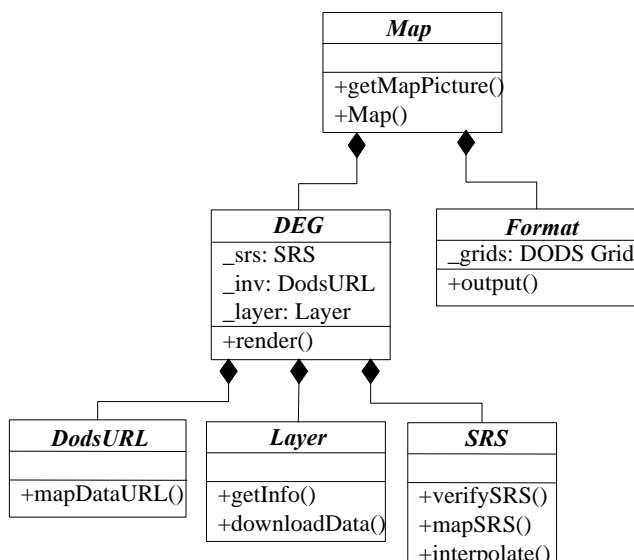 Map
+getMapPicture()
+Map()
DEG
_srs: SRS
_inv: DodsURL
_layer: Layer
+render()
Format
_grids: DODS Grid
+output()
DodsURL
+mapDataURL()
Layer
+getInfo()
+downloadData()
SRS
+verifySRS()
+mapSRS()
+interpolate()